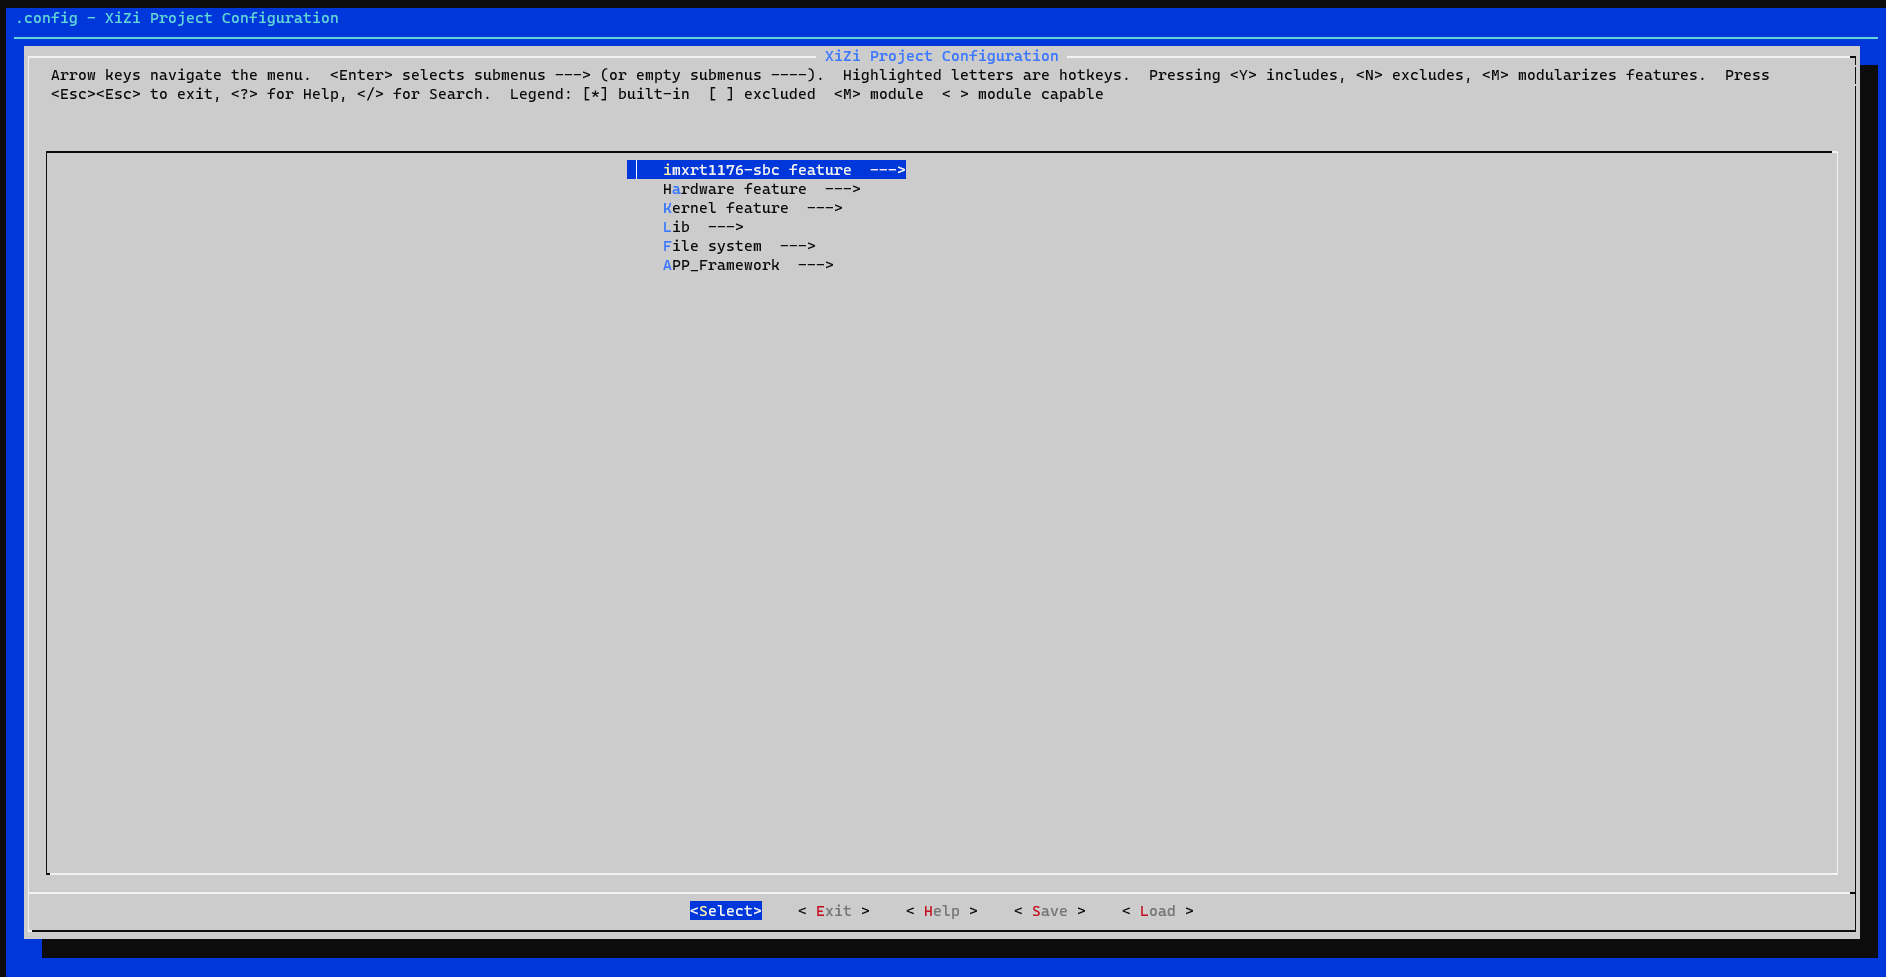 .config - XiZi Project Configuration
XiZi Project Configuration
Arrow keys navigate the menu.  <Enter> selects submenus ---> (or empty submenus ----).  Highlighted letters are hotkeys.  Pressing <Y> includes, <N> excludes, <M> modularizes features.  Press
<Esc><Esc> to exit, <?> for Help, </> for Search.  Legend: [*] built-in  [ ] excluded  <M> module  < > module capable
imxrt1176-sbc feature  --->
Hardware feature  --->
Kernel feature  --->
Lib  --->
File system  --->
APP_Framework  --->
<Select>    < Exit >    < Help >    < Save >    < Load >